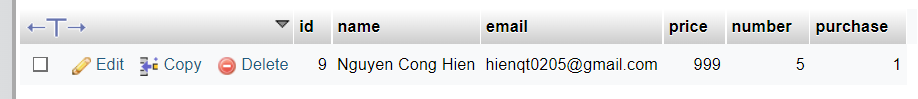 id name email price number purchase
Edit Copy Delete 9 Nguyen Cong Hien hienqt0205@gmail.com 999 5 1